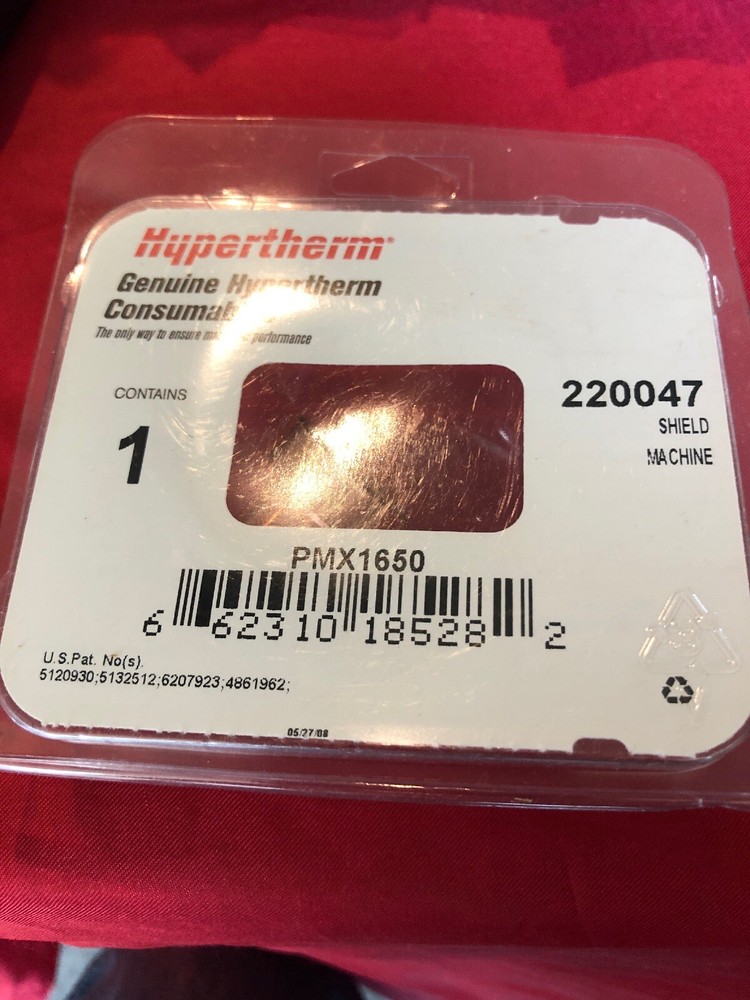 Hypertherm®
Genuine Hypertherm
Consumab
The only way to ensure performance
CONTAINS
1
220047
SHIELD
MACHINE
PMX1650
6 62310 18528 2
U.S.Pat. No(s).
5120930;5132512;6207923;4861962;
05/27/08